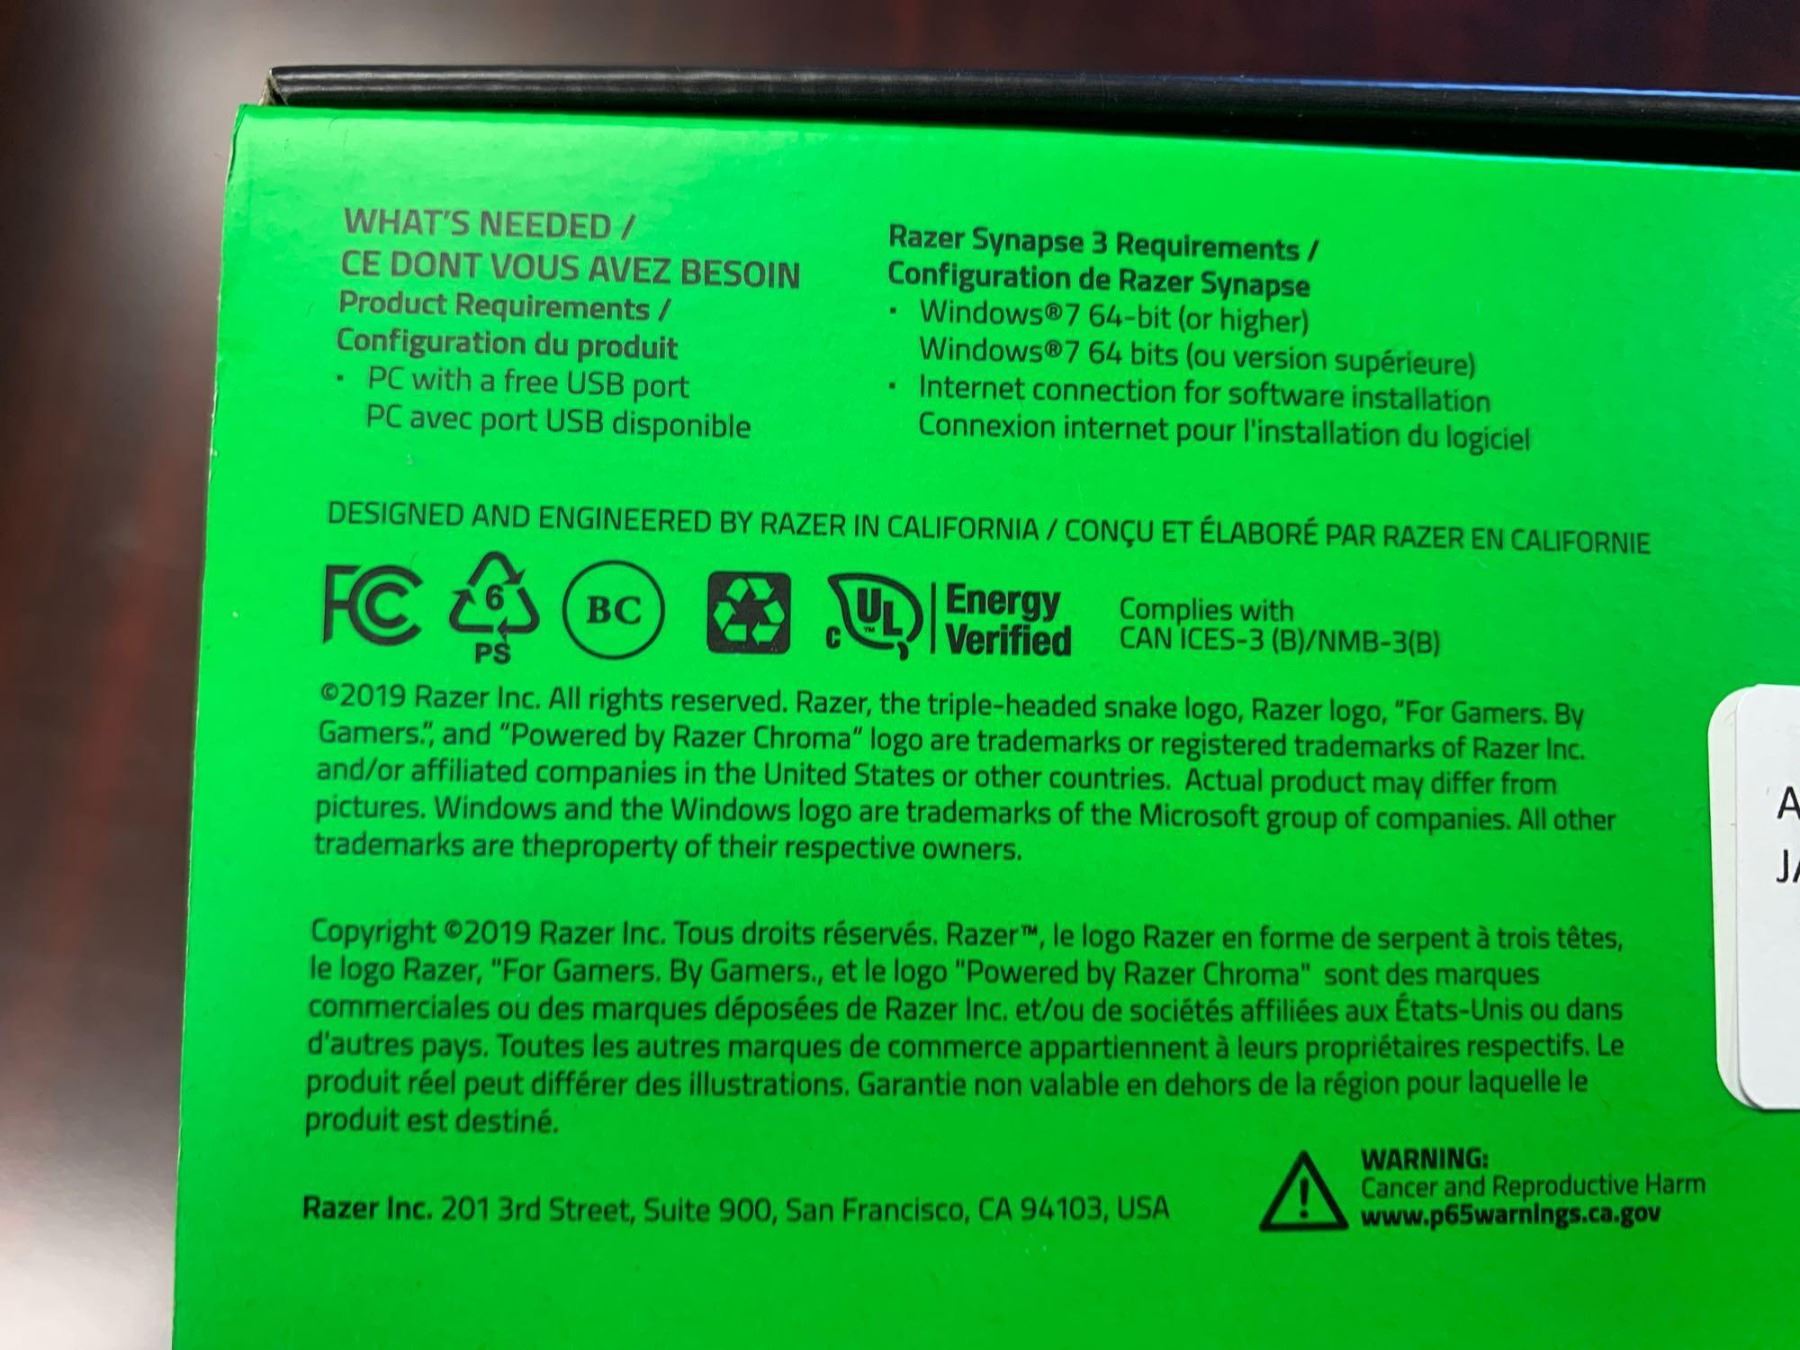 WHAT'S NEEDED /
CE DONT VOUS AVEZ BESOIN
Product Requirements /
Configuration du produit
· PC with a free USB port
PC avec port USB disponible
Razer Synapse 3 Requirements /
Configuration de Razer Synapse
· Windows®7 64-bit (or higher)
Windows®7 64 bits (ou version supérieure)
· Internet connection for software installation
Connexion internet pour l'installation du logiciel
DESIGNED AND ENGINEERED BY RAZER IN CALIFORNIA / CONÇU ET ÉLABORÉ PAR RAZER EN CALIFORNIE
FC
6
PS
BC
C UL ™
Energy
Verified
Complies with
CAN ICES-3 (B)/NMB-3(B)
©2019 Razer Inc. All rights reserved. Razer, the triple-headed snake logo, Razer logo, "For Gamers. By
Gamers.", and "Powered by Razer Chroma" logo are trademarks or registered trademarks of Razer Inc.
and/or affiliated companies in the United States or other countries. Actual product may differ from
pictures. Windows and the Windows logo are trademarks of the Microsoft group of companies. All other
trademarks are theproperty of their respective owners.
Copyright ©2019 Razer Inc. Tous droits réservés. Razer™, le logo Razer en forme de serpent à trois têtes,
le logo Razer, "For Gamers. By Gamers., et le logo "Powered by Razer Chroma" sont des marques
commerciales ou des marques déposées de Razer Inc. et/ou de sociétés affiliées aux États-Unis ou dans
d'autres pays. Toutes les autres marques de commerce appartiennent à leurs propriétaires respectifs. Le
produit réel peut différer des illustrations. Garantie non valable en dehors de la région pour laquelle le
produit est destiné.
Razer Inc. 201 3rd Street, Suite 900, San Francisco, CA 94103, USA
WARNING:
Cancer and Reproductive Harm
www.p65warnings.ca.gov